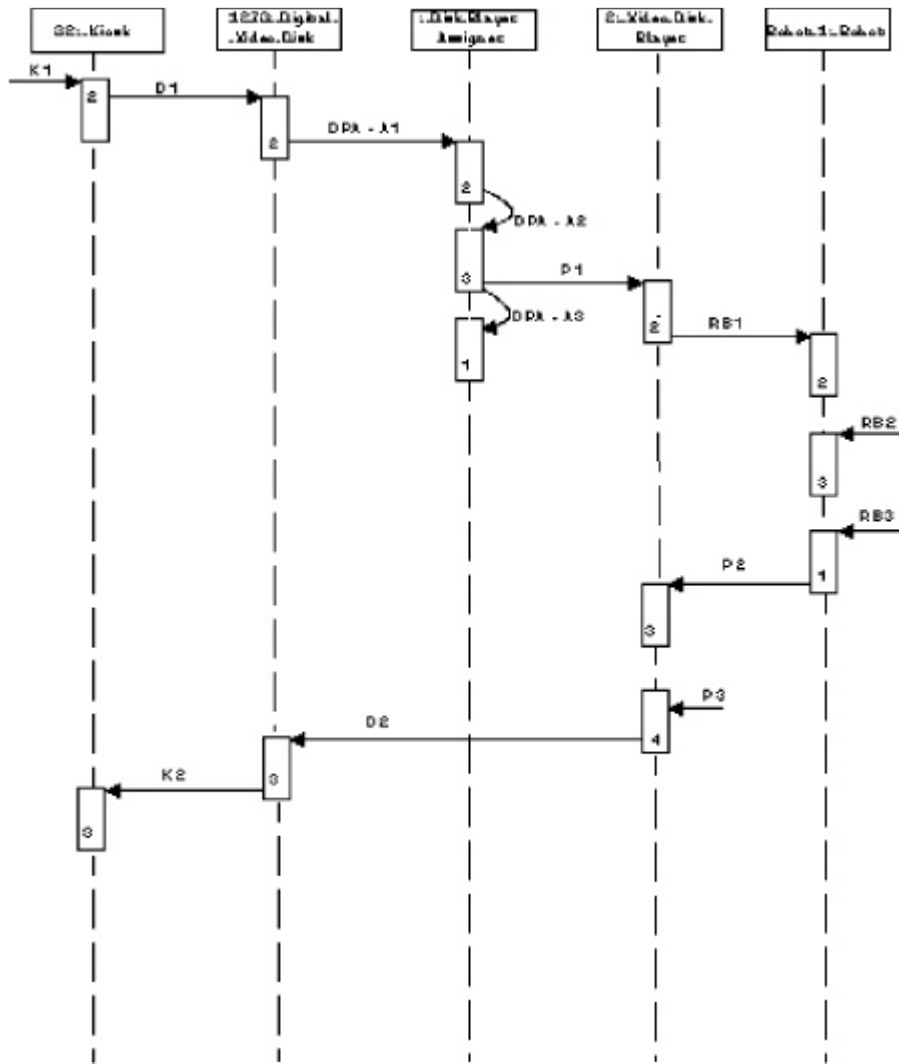 32:.Kiosk
1273:.Digital.
.Video.Disk
:.Disk.Player
Assigner
2:.Video.Disk.
Player
Robot.1:.Robot
K1
2
D1
2
DPA - A1
2
DPA - A2
3
P1
DPA - A3
1
2.
RB1
2
RB2
3
RB3
1
P2
3
P3
4
D2
3
K2
3